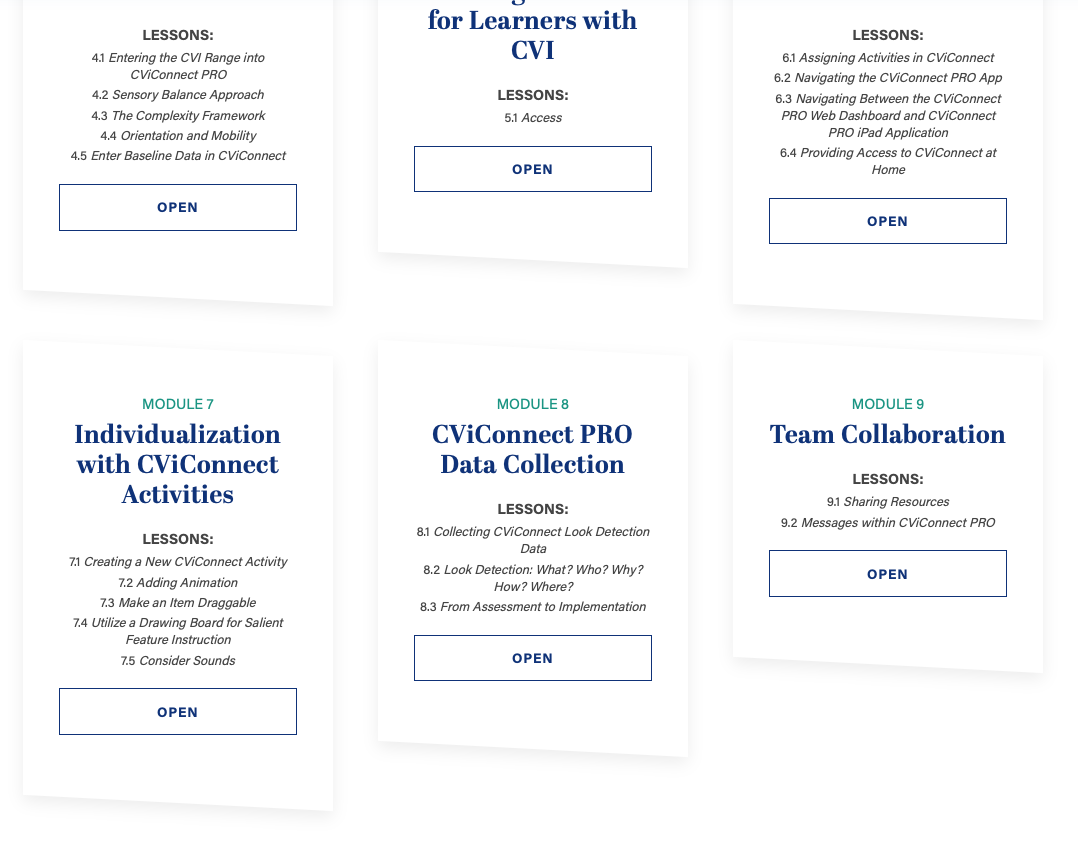 LESSONS:
4.1 Entering the CVI Range into
CViConnect PRO
4.2 Sensory Balance Approach
4.3 The Complexity Framework
4.4 Orientation and Mobility
4.5 Enter Baseline Data in CViConnect
OPEN
for Learners with
CVI
LESSONS:
5.1 Access
OPEN
LESSONS:
6.1 Assigning Activities in CViConnect
6.2 Navigating the CViConnect PRO App
6.3 Navigating Between the CViConnect
PRO Web Dashboard and CViConnect
PRO iPad Application
6.4 Providing Access to CViConnect at
Home
OPEN
MODULE 7
Individualization
with CViConnect
Activities
LESSONS:
7.1 Creating a New CViConnect Activity
7.2 Adding Animation
7.3 Make an Item Draggable
7.4 Utilize a Drawing Board for Salient
Feature Instruction
7.5 Consider Sounds
OPEN
MODULE 8
CViConnect PRO
Data Collection
LESSONS:
8.1 Collecting CViConnect Look Detection
Data
8.2 Look Detection: What? Who? Why?
How? Where?
8.3 From Assessment to Implementation
OPEN
MODULE 9
Team Collaboration
LESSONS:
9.1 Sharing Resources
9.2 Messages within CViConnect PRO
OPEN